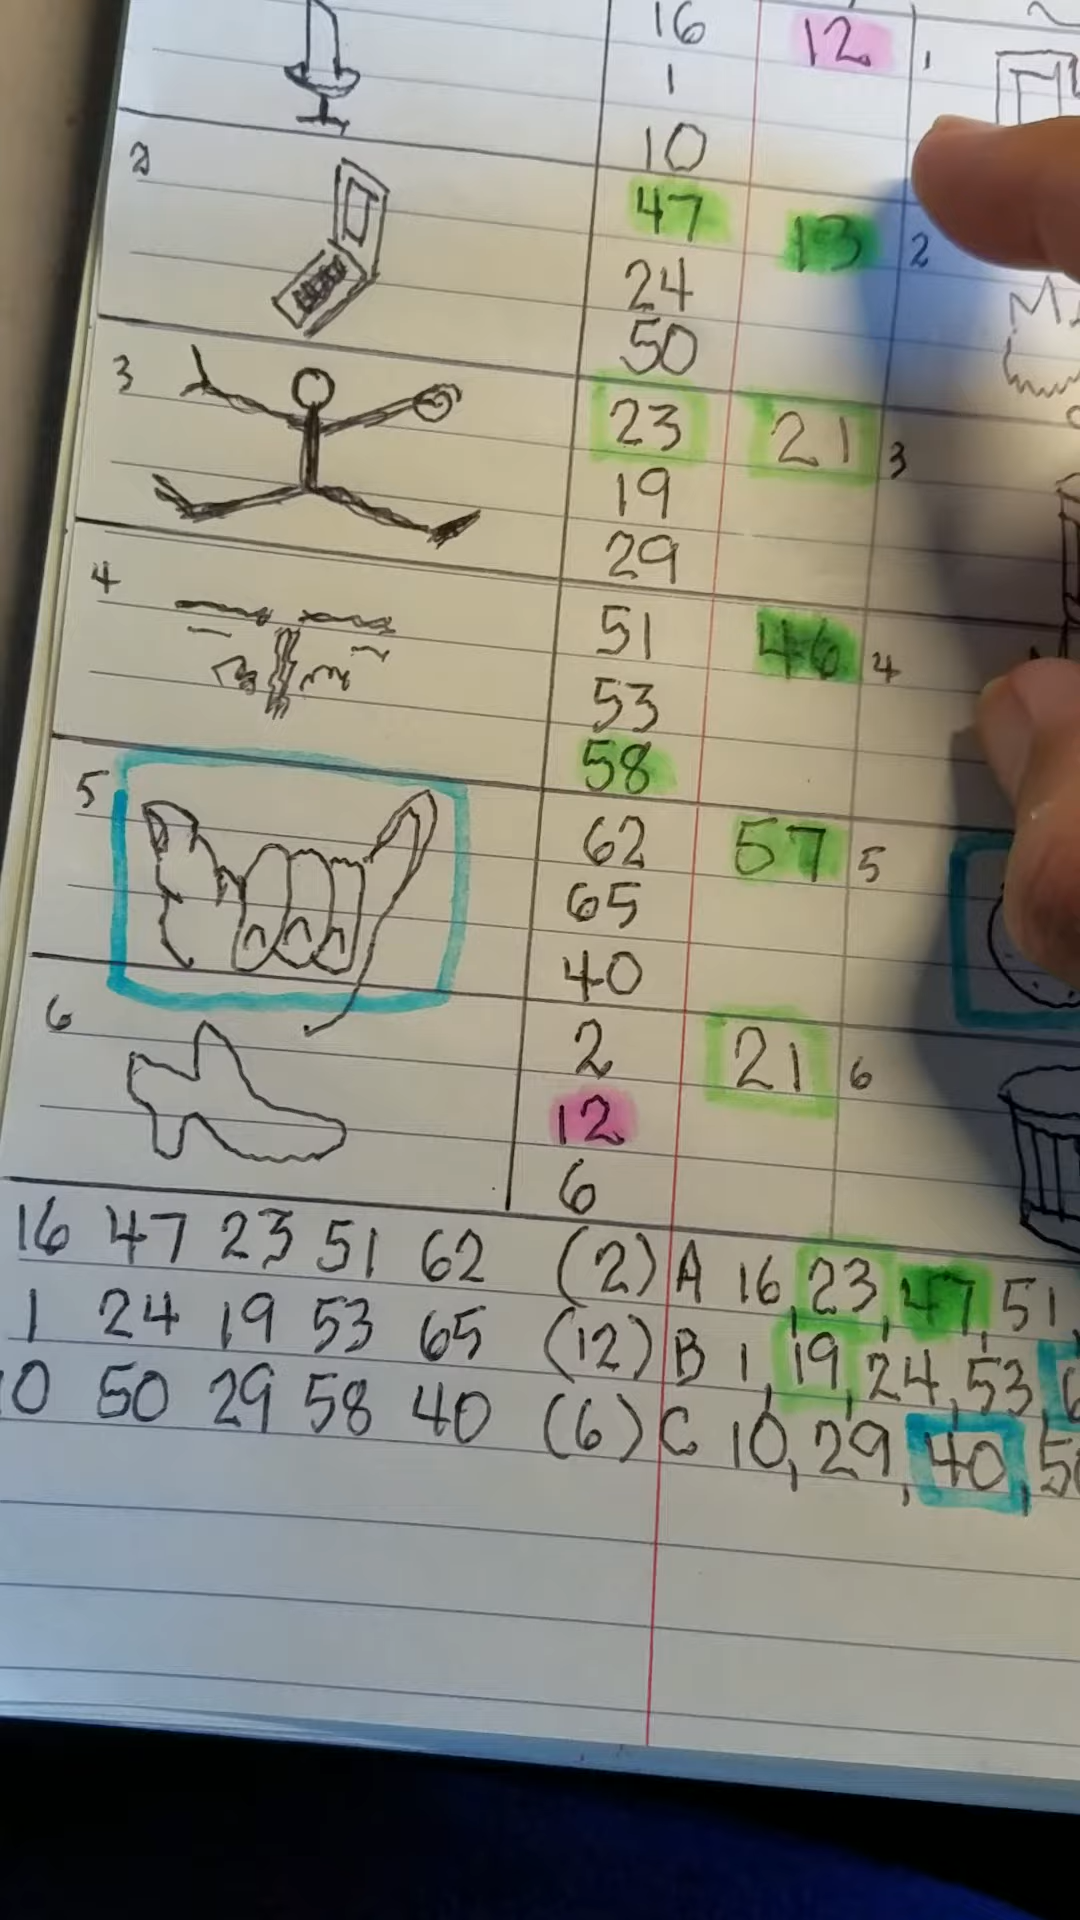 16 12 1
1
10
2 47 13 2
24
50
3 23 21 3
19
29
4 51 46 4
53
58
5 62 57 5
65
40
6 2 21 6
12
6
16 47 23 51 62 (2) A 16, 23, 47, 51,
1 24 19 53 65 (12) B 1, 19, 24, 53,
0 50 29 58 40 (6) C 10, 29, 40,